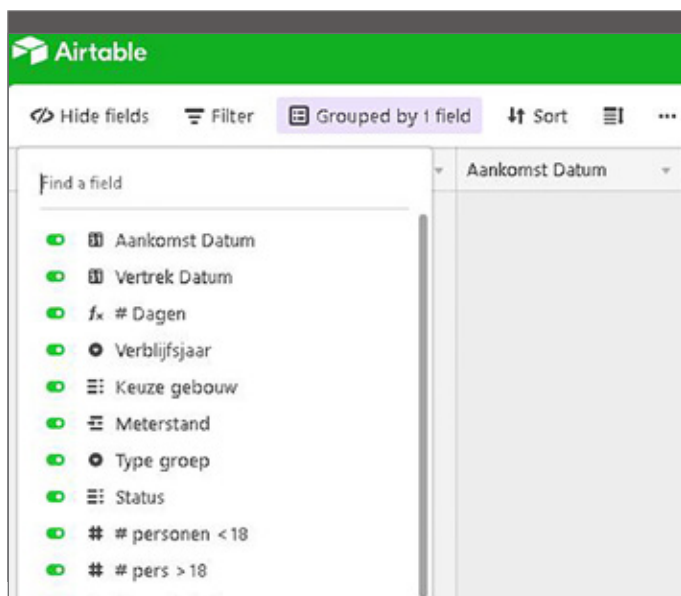 Airtable
Hide fields Filter Grouped by 1 field Sort ...
Find a field
Aankomst Datum
Aankomst Datum
Vertrek Datum
fx # Dagen
Verblijfsjaar
Keuze gebouw
Meterstand
Type groep
Status
# # personen < 18
# # pers > 18